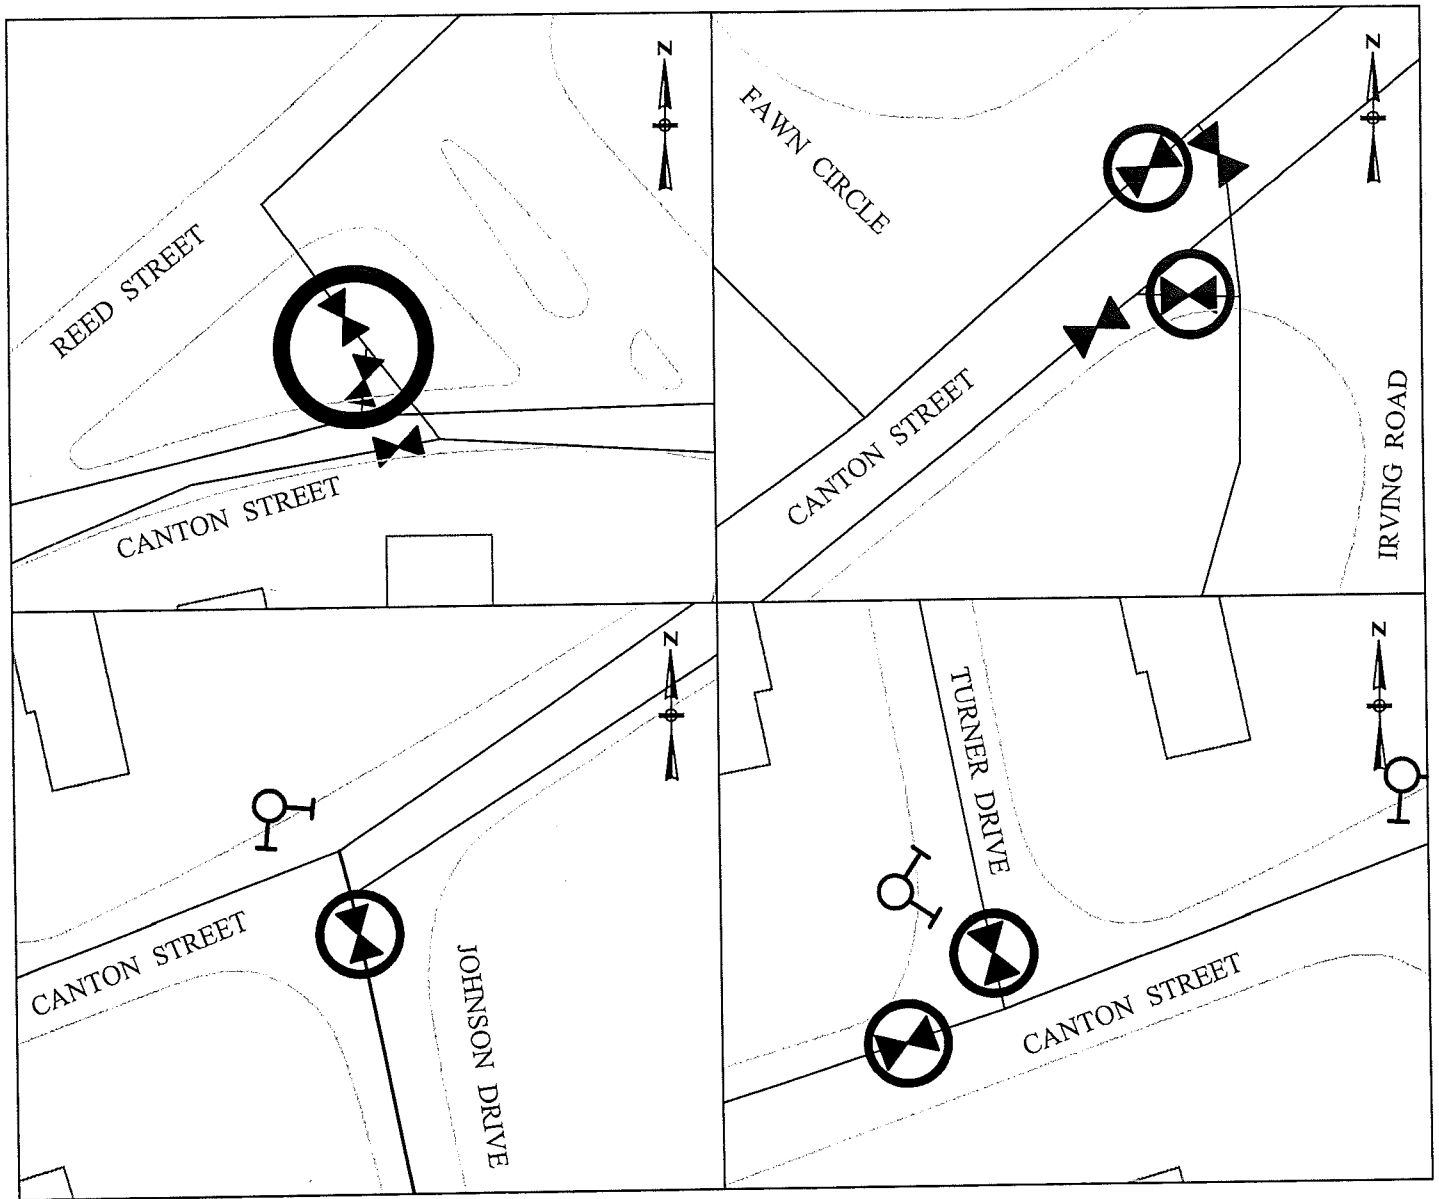 N
REED STREET
CANTON STREET
N
FAWN CIRCLE
CANTON STREET
IRVING ROAD
N
CANTON STREET
JOHNSON DRIVE
N
TURNER DRIVE
CANTON STREET